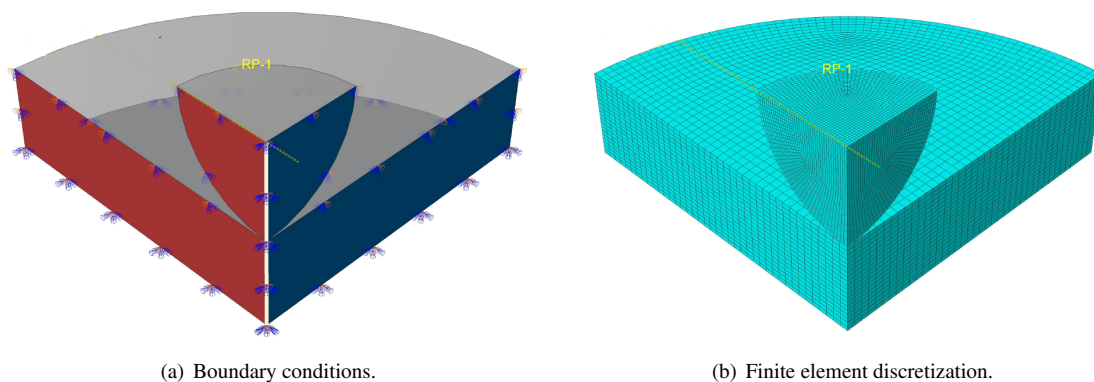 RP-1
RP-1
(a) Boundary conditions.
(b) Finite element discretization.